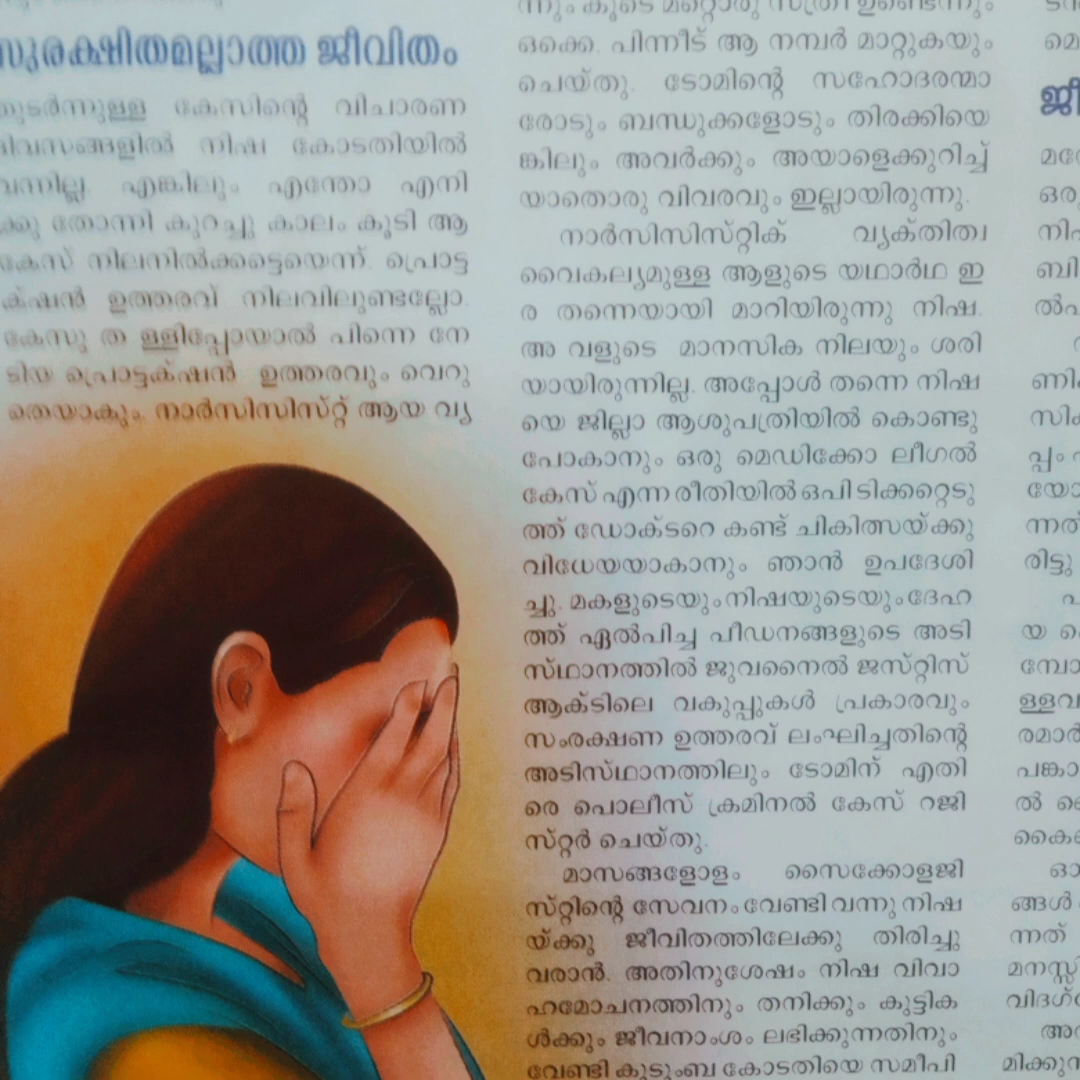 സുരക്ഷിതമല്ലാത്ത ജീവിതം
തുടർന്നുള്ള കേസിന്റെ വിചാരണ
ദിവസങ്ങളിൽ നിഷ കോടതിയിൽ
വന്നില്ല. എങ്കിലും എന്തോ എനി
ക്കു തോന്നി കുറച്ചു കാലം കൂടി ആ
കേസ് നിലനിൽക്കട്ടെയെന്ന്. പ്രൊട്ട
ക്‌ഷൻ ഉത്തരവ് നിലവിലുണ്ടല്ലോ.
കേസു ത ള്ളിപ്പോയാൽ പിന്നെ നേ
ടിയ പ്രൊട്ടക്‌ഷൻ ഉത്തരവും വെറു
തെയാകും. നാർസിസിസ്റ്റ് ആയ വ്യ
ന്നും കൂടെ മറ്റൊരു സ്ത്രീ ഉണ്ടെന്നും
ഒക്കെ. പിന്നീട് ആ നമ്പർ മാറ്റുകയും
ചെയ്തു. ടോമിന്റെ സഹോദരന്മാ
രോടും ബന്ധുക്കളോടും തിരക്കിയെ
ങ്കിലും അവർക്കും അയാളെക്കുറിച്ച്
യാതൊരു വിവരവും ഇല്ലായിരുന്നു.
നാർസിസിസ്റ്റിക് വ്യക്തിത്വ
വൈകല്യമുള്ള ആളുടെ യഥാർഥ ഇ
ര തന്നെയായി മാറിയിരുന്നു നിഷ.
അ വളുടെ മാനസിക നിലയും ശരി
യായിരുന്നില്ല. അപ്പോൾ തന്നെ നിഷ
യെ ജില്ലാ ആശുപത്രിയിൽ കൊണ്ടു
പോകാനും ഒരു മെഡിക്കോ ലീഗൽ
കേസ് എന്ന രീതിയിൽ ഒപി ടിക്കറ്റെടു
ത്ത് ഡോക്ടറെ കണ്ട് ചികിത്സയ്ക്കു
വിധേയയാകാനും ഞാൻ ഉപദേശി
ച്ചു. മകളുടെയും നിഷയുടെയും ദേഹ
ത്ത് ഏൽപിച്ച പീഡനങ്ങളുടെ അടി
സ്ഥാനത്തിൽ ജുവനൈൽ ജസ്റ്റിസ്
ആക്ടിലെ വകുപ്പുകൾ പ്രകാരവും
സംരക്ഷണ ഉത്തരവ് ലംഘിച്ചതിന്റെ
അടിസ്ഥാനത്തിലും ടോമിന് എതി
രെ പൊലീസ് ക്രമിനൽ കേസ് റജി
സ്റ്റർ ചെയ്തു.
മാസങ്ങളോളം സൈക്കോളജി
സ്റ്റിന്റെ സേവനം വേണ്ടി വന്നു നിഷ
യ്ക്കു ജീവിതത്തിലേക്കു തിരിച്ചു
വരാൻ. അതിനുശേഷം നിഷ വിവാ
ഹമോചനത്തിനും തനിക്കും കുട്ടിക
ൾക്കും ജീവനാംശം ലഭിക്കുന്നതിനും
വേണ്ടി കുടുംബ കോടതിയെ സമീപി